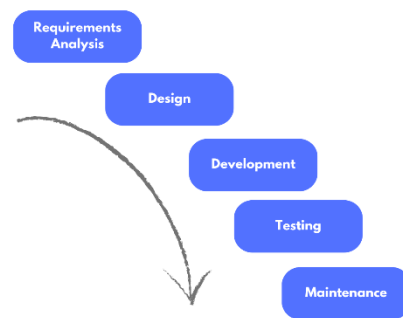 Requirements
Analysis
Design
Development
Testing
Maintenance